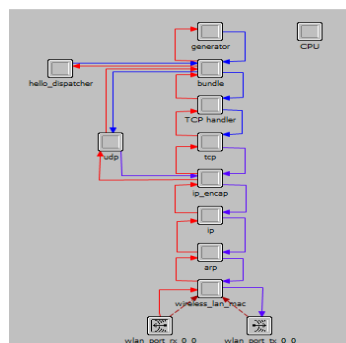 generator
CPU
hello_dispatcher
bundle
TCP handler
udp
tcp
ip_encap
ip
arp
wireless_lan_mac
wlan_port_rx_0_0
wlan_port_tx_0_0